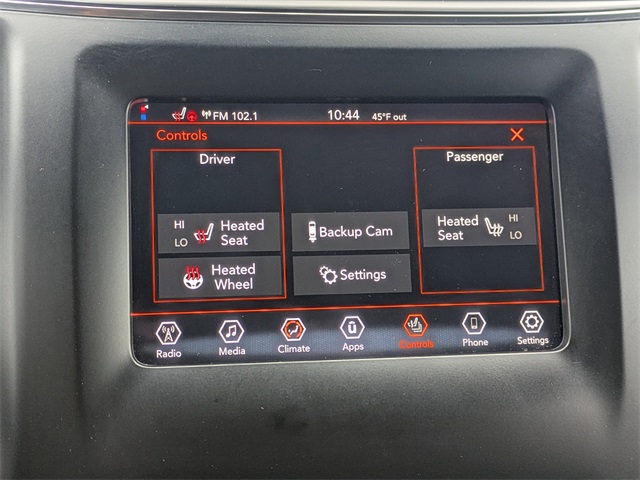 FM 102.1 10:44 45°F out
Controls
Driver
Passenger
HI
LO
Heated
Seat
Backup Cam
Heated
Seat
HI
LO
Heated
Wheel
Settings
Radio Media Climate Apps Controls Phone Settings